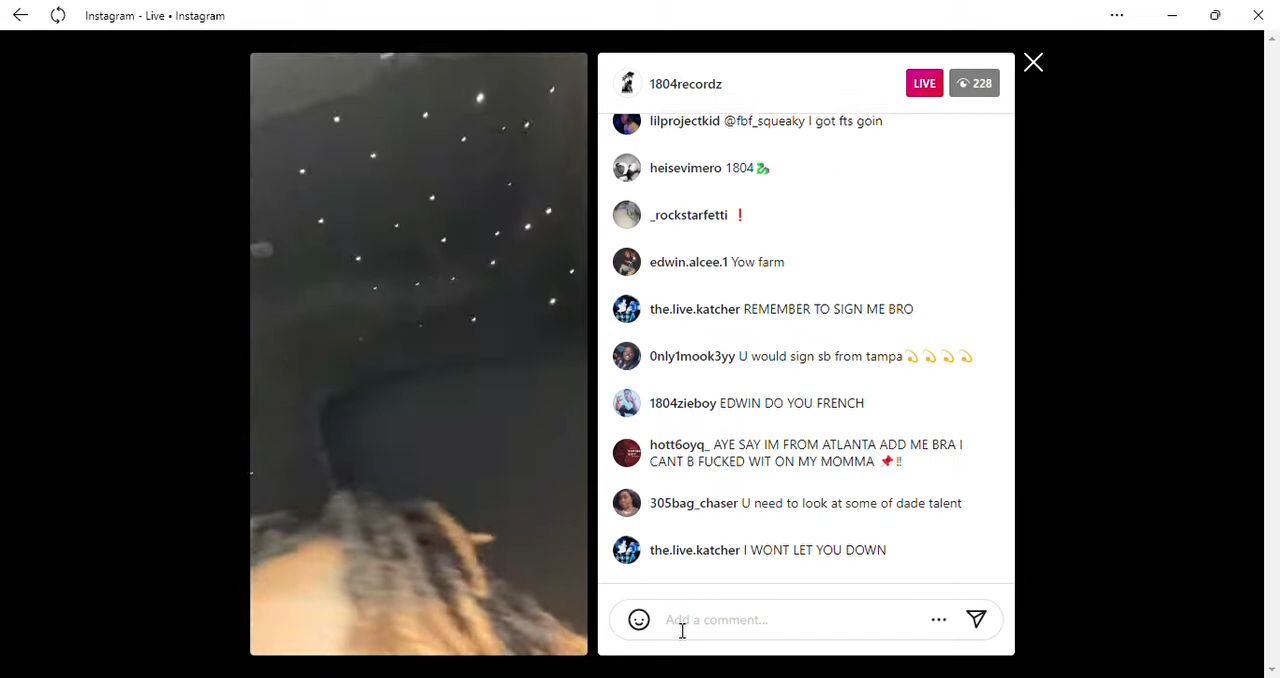 Instagram - Live • Instagram
1804recordz
LIVE
228
lilprojectkid @fbf_squeaky I got fts goin
heisevimero 1804🐉
_rockstarfetti ❗
edwin.alcee.1 Yow farm
the.live.katcher REMEMBER TO SIGN ME BRO
0nly1mook3yy U would sign sb from tampa💫💫💫💫
1804zieboy EDWIN DO YOU FRENCH
hott6oyq_ AYE SAY IM FROM ATLANTA ADD ME BRA I
CANT B FUCKED WIT ON MY MOMMA 📌‼
305bag_chaser U need to look at some of dade talent
the.live.katcher I WONT LET YOU DOWN
Add a comment...